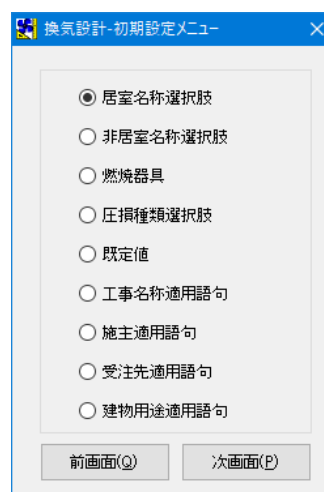 換気設計-初期設定メニュー
居室名称選択肢
非居室名称選択肢
燃焼器具
圧損種類選択肢
既定値
工事名称適用語句
施主適用語句
受注先適用語句
建物用途適用語句
前画面(Q) 次画面(P)